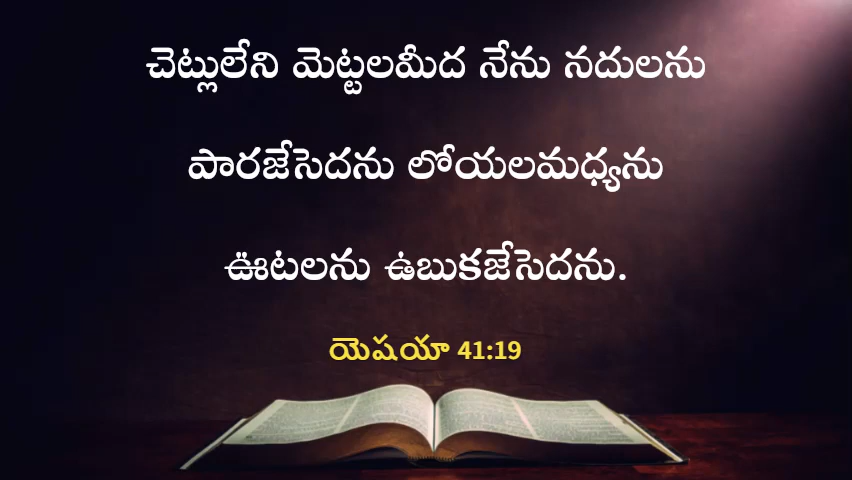 చెట్లులేని మెట్టలమీద నేను నదులను
పారజేసెదను లోయలమధ్యను
ఊటలను ఉబుకజేసెదను.
యెషయా 41:19